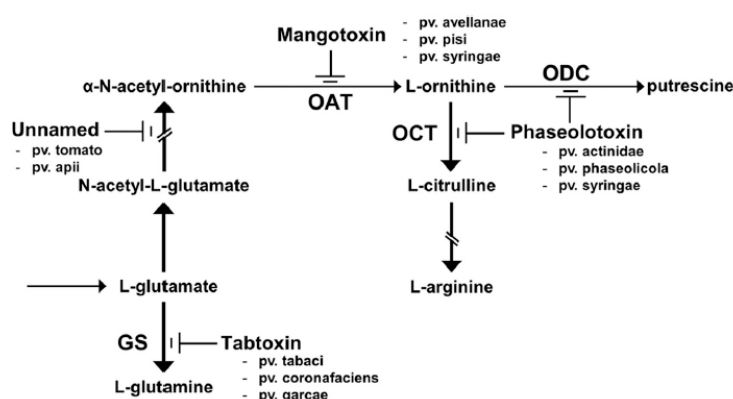 Mangotoxin
- pv. avellanae
- pv. pisi
- pv. syringae
α-N-acetyl-ornithine
OAT
L-ornithine
ODC
putrescine
Unnamed
- pv. tomato
- pv. apii
OCT
Phaseolotoxin
- pv. actinidae
- pv. phaseolicola
- pv. syringae
N-acetyl-L-glutamate
L-citrulline
L-glutamate
L-arginine
GS
Tabtoxin
- pv. tabaci
- pv. coronafaciens
- pv. garcae
L-glutamine